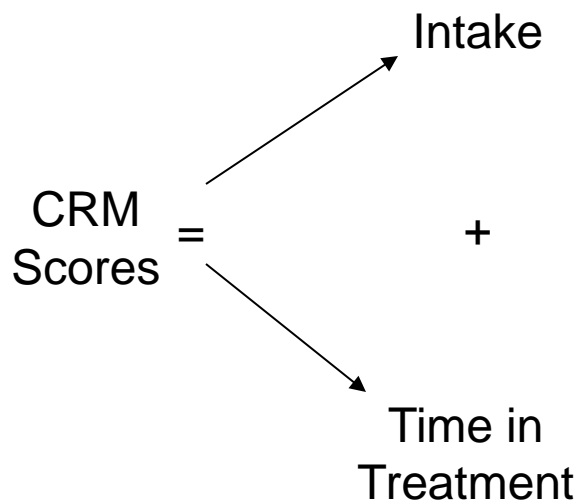 Intake
CRM
Scores
=
+
Time in
Treatment